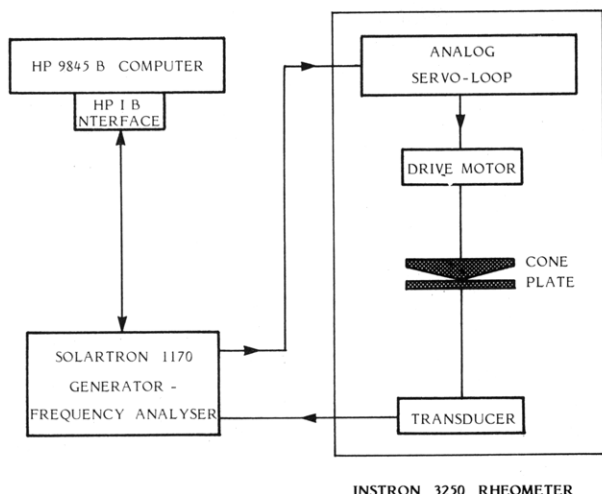 HP 9845 B COMPUTER
HP I B
NTERFACE
ANALOG
SERVO-LOOP
DRIVE MOTOR
CONE
PLATE
SOLARTRON 1170
GENERATOR -
FREQUENCY ANALYSER
TRANSDUCER
INSTRON 3250 RHEOMETER